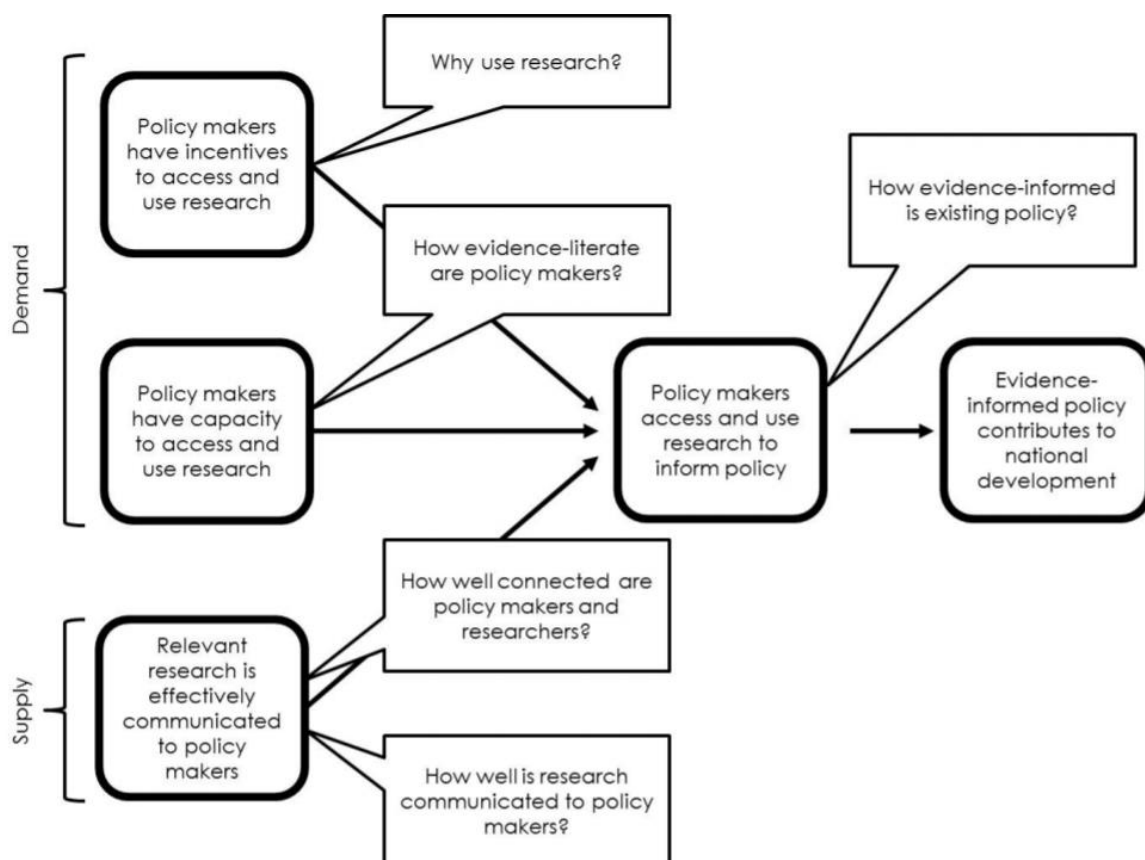 Demand
Policy makers
have incentives
to access and
use research
Why use research?
How evidence-literate
are policy makers?
Policy makers
have capacity
to access and
use research
How evidence-informed
is existing policy?
Policy makers
access and use
research to
inform policy
Evidence-
informed policy
contributes to
national
development
Supply
Relevant
research is
effectively
communicated
to policy
makers
How well connected are
policy makers and
researchers?
How well is research
communicated to policy
makers?